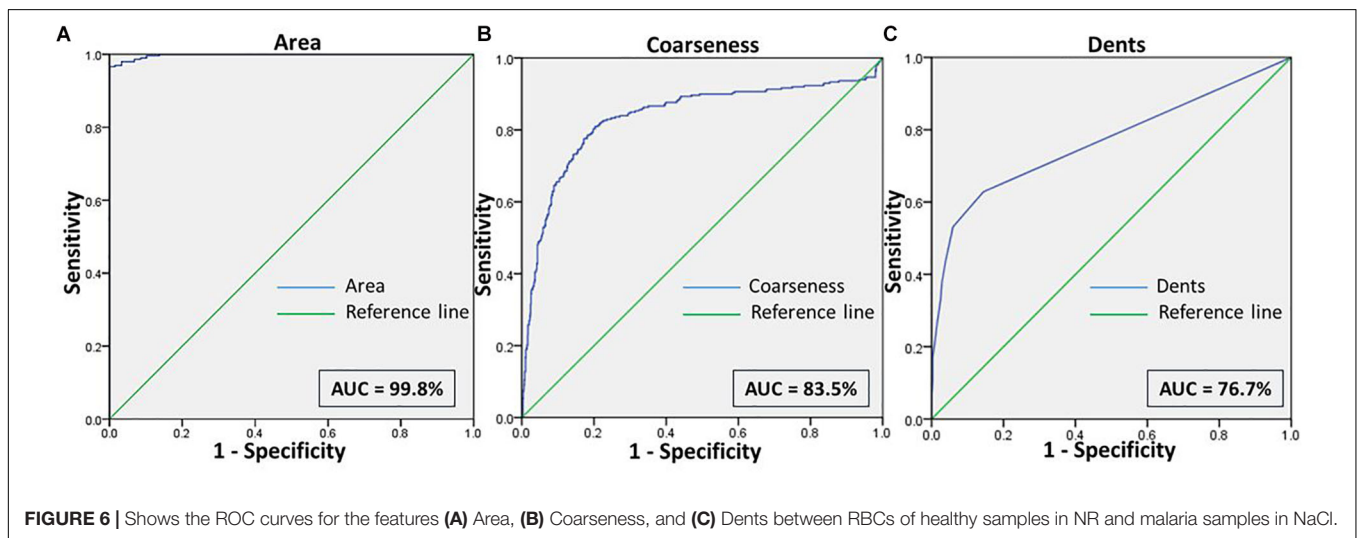 A
Area
1.0
0.8
0.6
0.4
0.2
0.0
Sensitivity
Area
Reference line
AUC = 99.8%
0.0 0.2 0.4 0.6 0.8 1.0
1 - Specificity
B
Coarseness
1.0
0.8
0.6
0.4
0.2
0.0
Sensitivity
Coarseness
Reference line
AUC = 83.5%
0.0 0.2 0.4 0.6 0.8 1.0
1 - Specificity
C
Dents
1.0
0.8
0.6
0.4
0.2
0.0
Sensitivity
Dents
Reference line
AUC = 76.7%
0.0 0.2 0.4 0.6 0.8 1.0
1 - Specificity
FIGURE 6 | Shows the ROC curves for the features (A) Area, (B) Coarseness, and (C) Dents between RBCs of healthy samples in NR and malaria samples in NaCl.